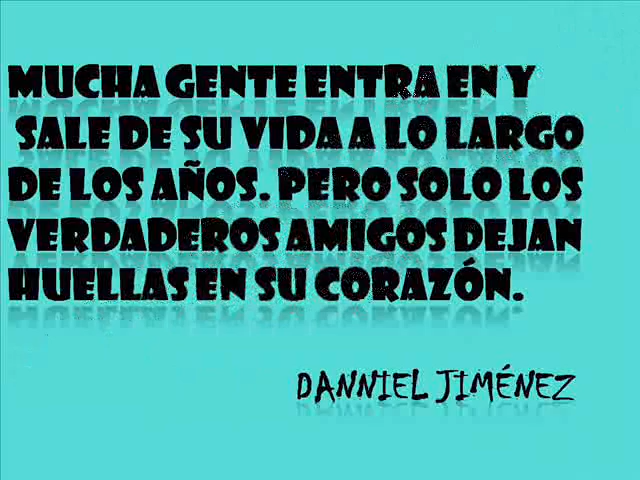 MUCHA GENTE ENTRA EN Y
SALE DE SU VIDA A LO LARGO
DE LOS AÑOS. PERO SOLO LOS
VERDADEROS AMIGOS DEJAN
HUELLAS EN SU CORAZÓN.
DANNIEL JIMÉNEZ